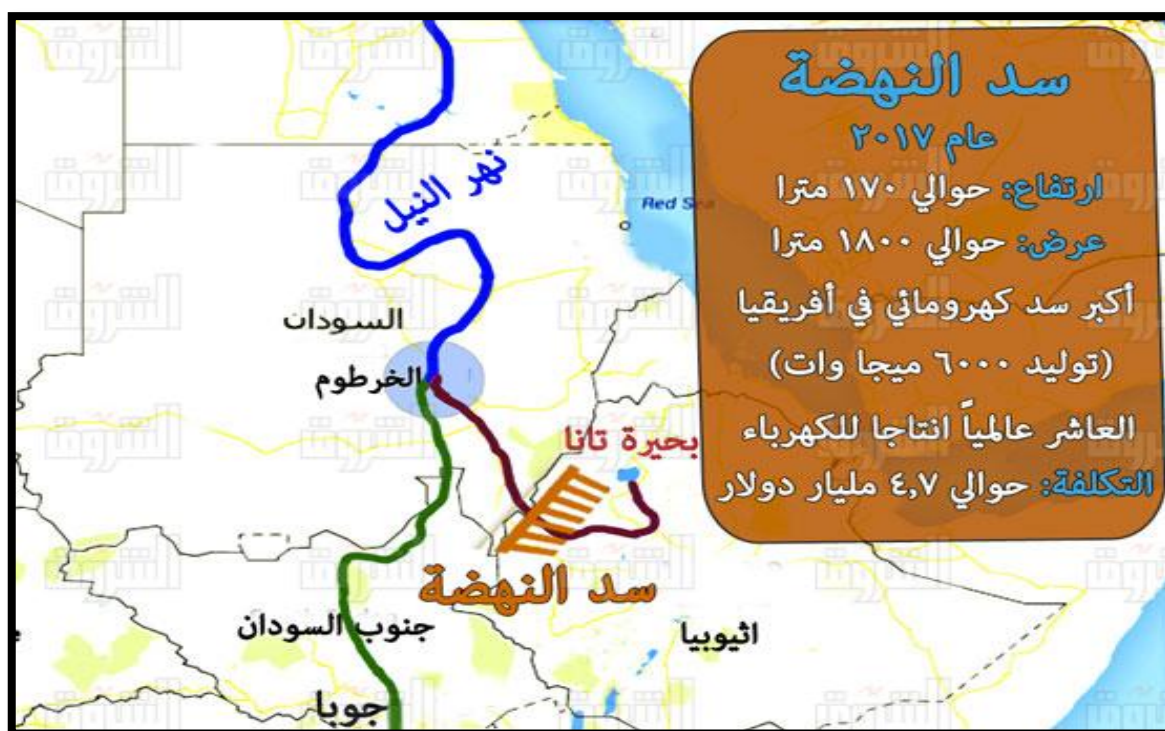 سد النهضة
عام ٢٠١٧
ارتفاع: حوالي ١٧٠ مترا
عرض: حوالي ١٨٠٠ مترا
أكبر سد كهرومائي في أفريقيا
(توليد ٦٠٠٠ ميجا وات)
العاشر عالمياً انتاجا للكهرباء
التكلفة: حوالي ٤,٧ مليار دولار
نهر النيل
Red Sea
السودان
الخرطوم
بحيرة تانا
سد النهضة
جنوب السودان
اثيوبيا
جوبا
الشروق